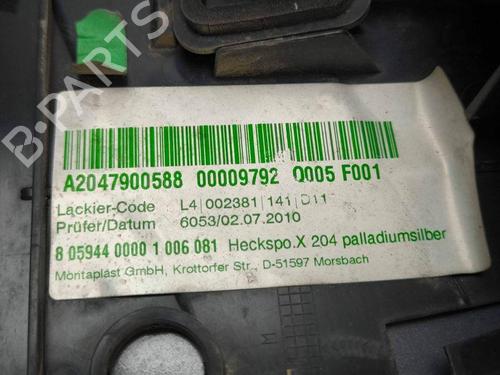 B-PARTS
A2047900588 00009792 Q005 F001
Lackier-Code L4|002381|141|D11
Prüfer/Datum 6053/02.07.2010
8 05944 0000 1 006 081 Heckspo.X 204 palladiumsilber
Montaplast GmbH, Krottorfer Str., D-51597 Morsbach
M